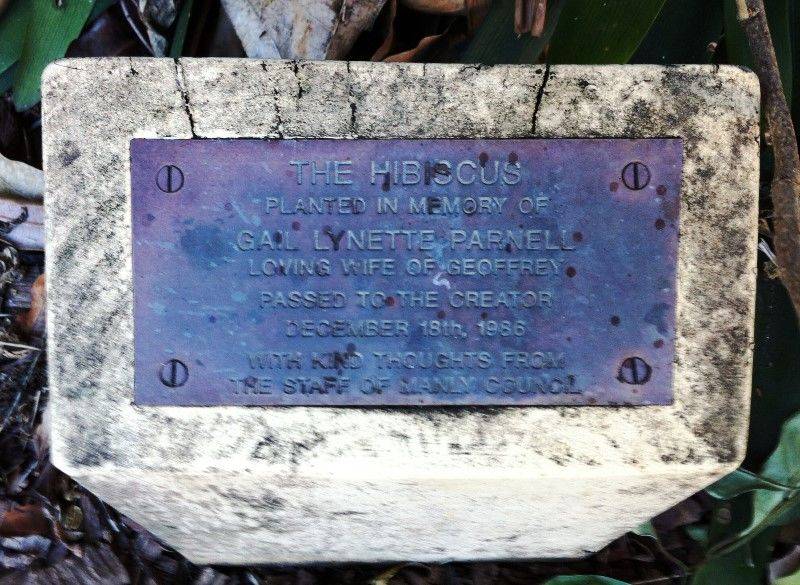 THE HIBISCUS
PLANTED IN MEMORY OF
GAIL LYNETTE PARNELL
LOVING WIFE OF GEOFFREY
PASSED TO THE CREATOR
DECEMBER 18th, 1986
WITH KIND THOUGHTS FROM
THE STAFF OF MANLY COUNCIL